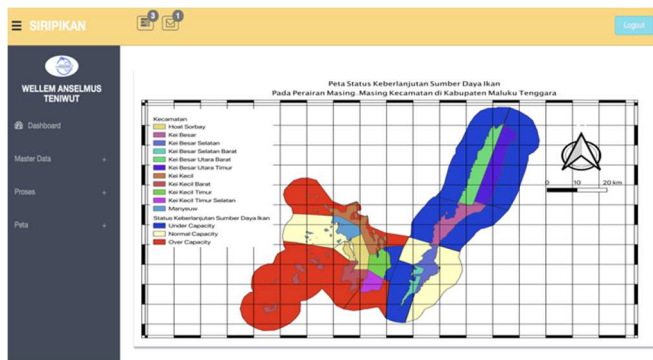 SIRIPIKAN
3
1
Logout
WELLEM ANSELMUS
TENIWUT
Dashboard
Master Data +
Proses +
Peta +
Peta Status Keberlanjutan Sumber Daya Ikan
Pada Perairan Masing. Masing Kecamatan di Kabupaten Maluku Tenggara
Kecamatan
Hoat Sorbay
Kei Besar
Kei Besar Selatan
Kei Besar Selatan Barat
Kei Besar Utara Barat
Kei Besar Utara Timur
Kei Kecil
Kei Kecil Barat
Kei Kecil Timur
Kei Kecil Timur Selatan
Manyeuw
Status Keberlanjutan Sumber Daya Ikan
Under Capacity
Normal Capacity
Over Capacity
0 10 20 km